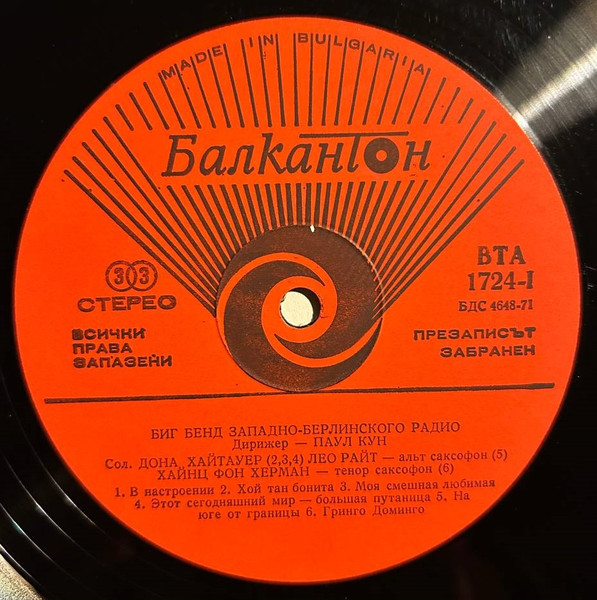 MADE IN BULGARIA
Балкантон
33
СТЕРЕО
ВСИЧКИ
ПРАВА
ЗАПАЗЕНИ
ВТА
1724-I
БДС 4648-71
ПРЕЗАПИСЪТ
ЗАБРАНЕН
БИГ БЕНД ЗАПАДНО-БЕРЛИНСКОГО РАДИО
Дирижер — ПАУЛ КУН
Сол. ДОНА ХАЙТАУЕР (2,3,4) ЛЕО РАЙТ — альт саксофон (5)
ХАЙНЦ ФОН ХЕРМАН — тенор саксофон (6)
1. В настроении 2. Хой тан бонита 3. Моя смешная любимая
4. Этот сегодняшний мир — большая путаница 5. На
юге от границы 6. Гринго Доминго